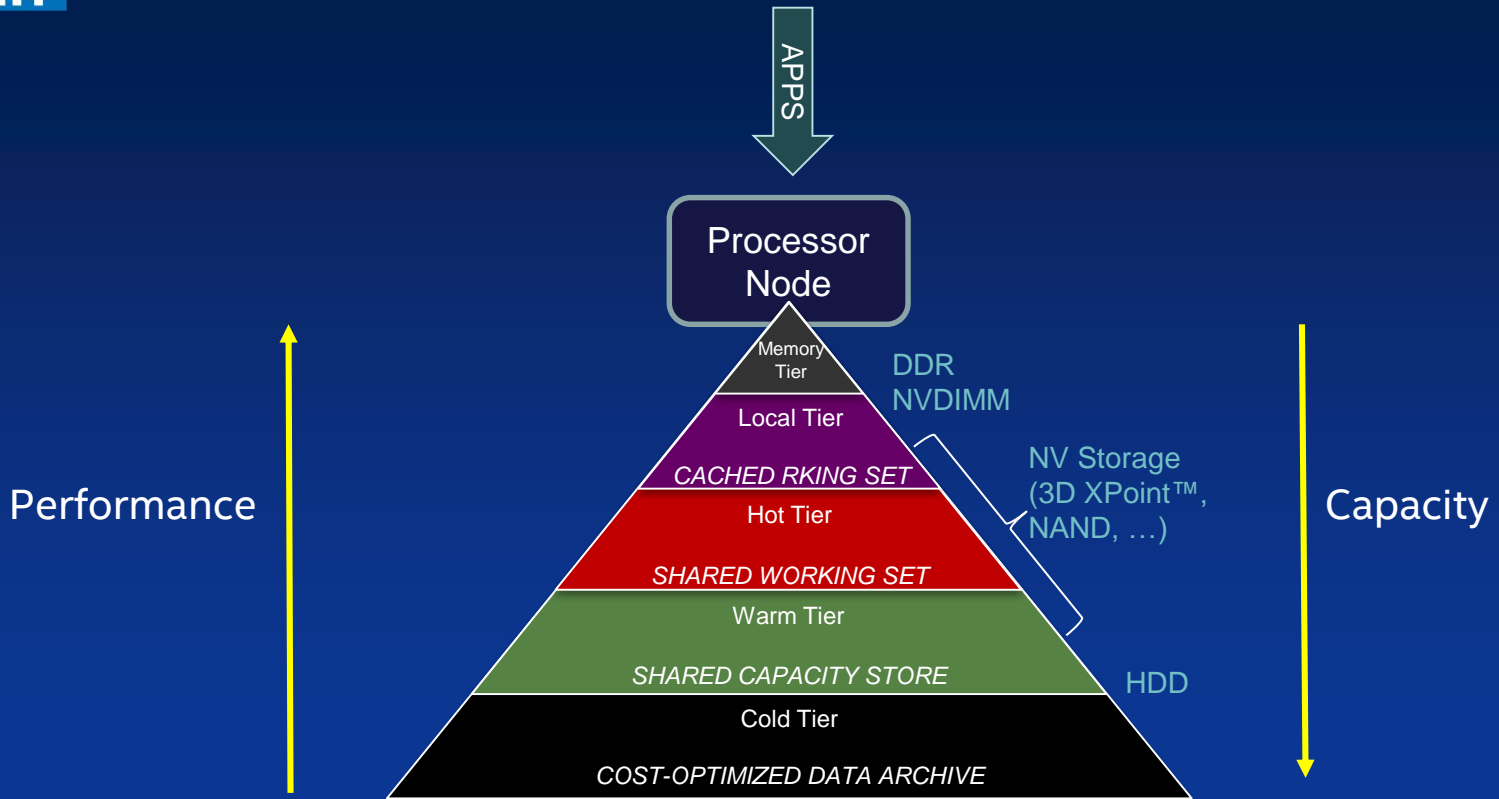 APPS
Processor
Node
Memory
Tier
DDR
NVDIMM
Local Tier
CACHED RKING SET
NV Storage
(3D XPoint™,
NAND, …)
Performance
Capacity
Hot Tier
SHARED WORKING SET
Warm Tier
SHARED CAPACITY STORE
HDD
Cold Tier
COST-OPTIMIZED DATA ARCHIVE